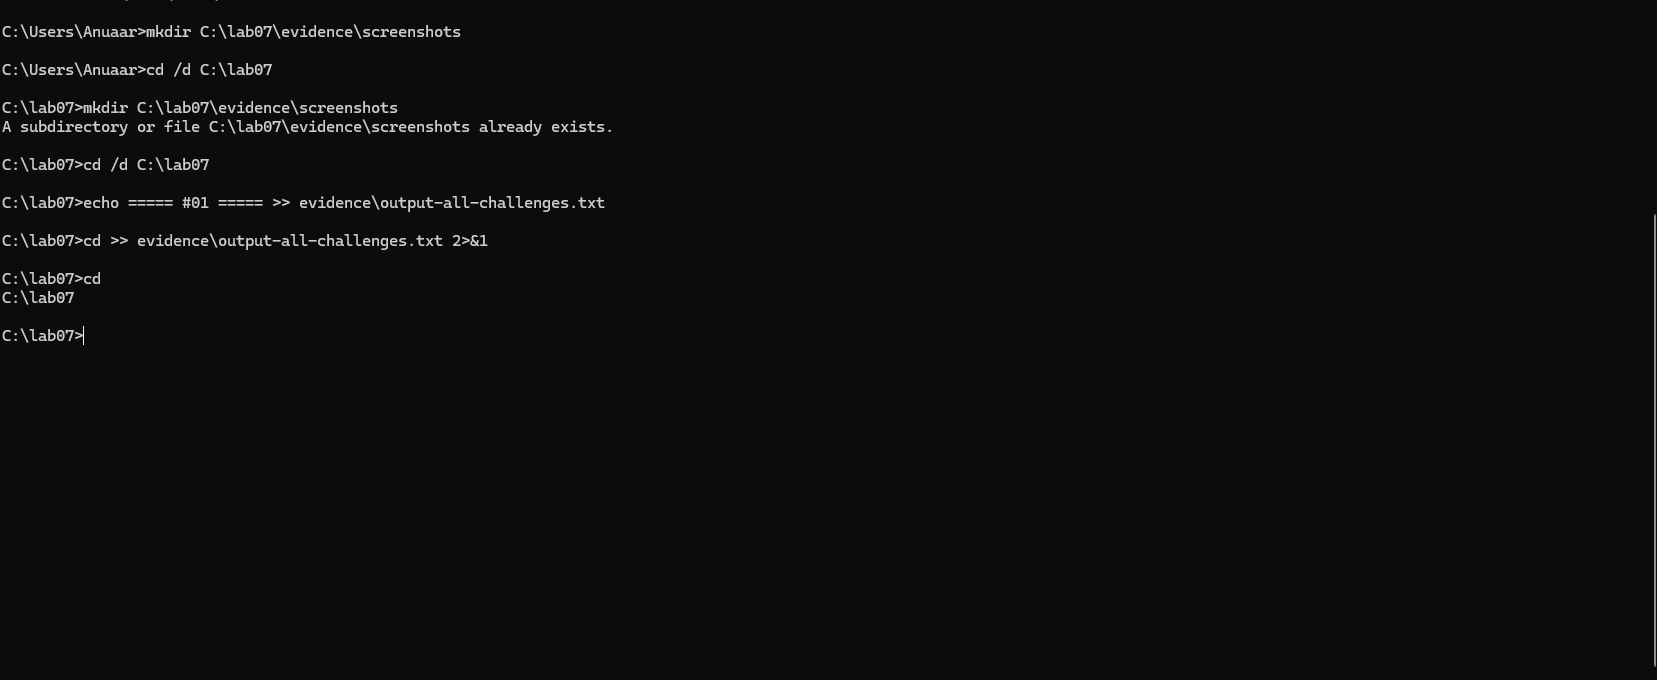 C:\Users\Anuaar>mkdir C:\lab07\evidence\screenshots
C:\Users\Anuaar>cd /d C:\lab07
C:\lab07>mkdir C:\lab07\evidence\screenshots
A subdirectory or file C:\lab07\evidence\screenshots already exists.
C:\lab07>cd /d C:\lab07
C:\lab07>echo ===== #01 ===== >> evidence\output-all-challenges.txt
C:\lab07>cd >> evidence\output-all-challenges.txt 2>&1
C:\lab07>cd
C:\lab07
C:\lab07>